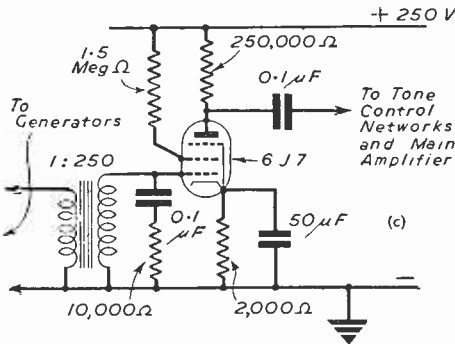 + 250 V
1.5
Meg Ω
250,000 Ω
0.1 μF
To
Generators
1:250
To Tone
Control
Networks
and Main
Amplifier
6 J 7
0.1
μF
50 μF
(c)
10,000 Ω
2,000 Ω
−